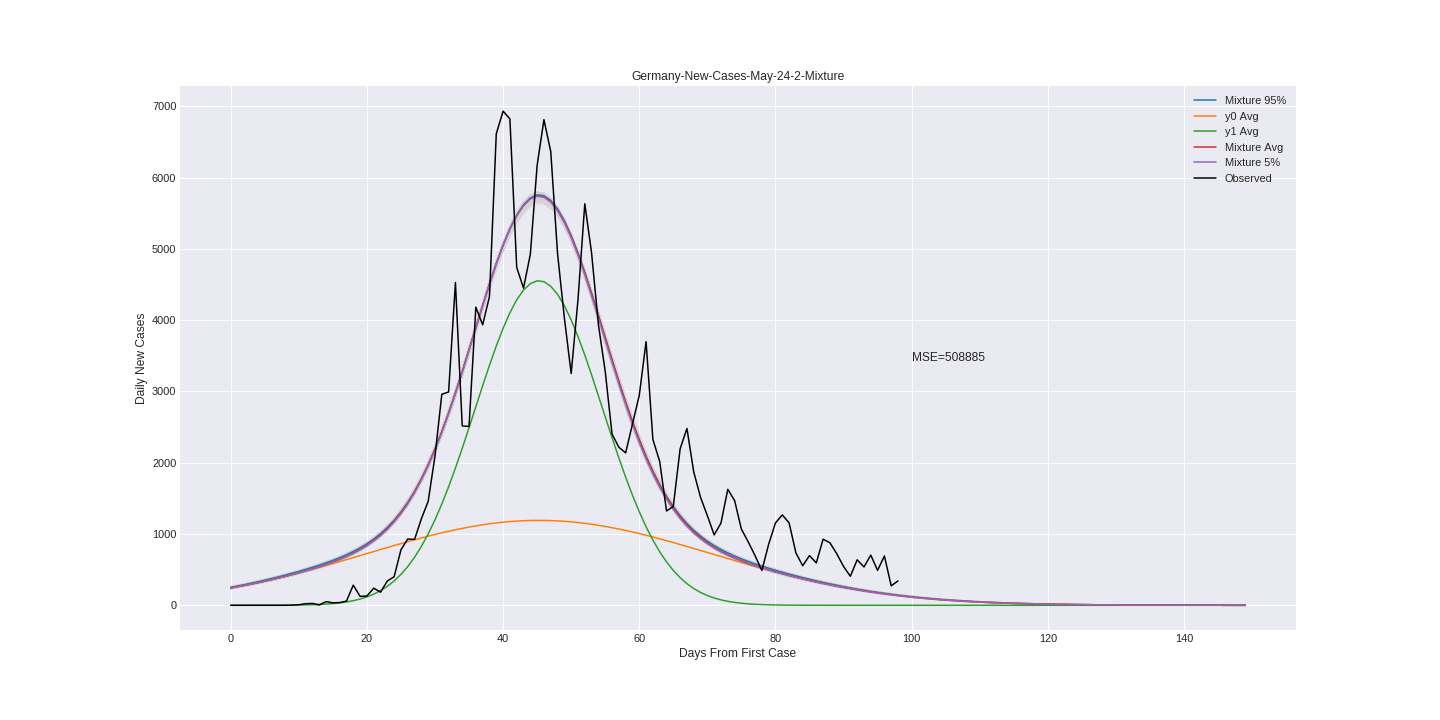 Germany-New-Cases-May-24-2-Mixture
Mixture 95%
y0 Avg
y1 Avg
Mixture Avg
Mixture 5%
Observed
Daily New Cases
7000
6000
5000
4000
3000
2000
1000
0
MSE=508885
0 20 40 60 80 100 120 140
Days From First Case